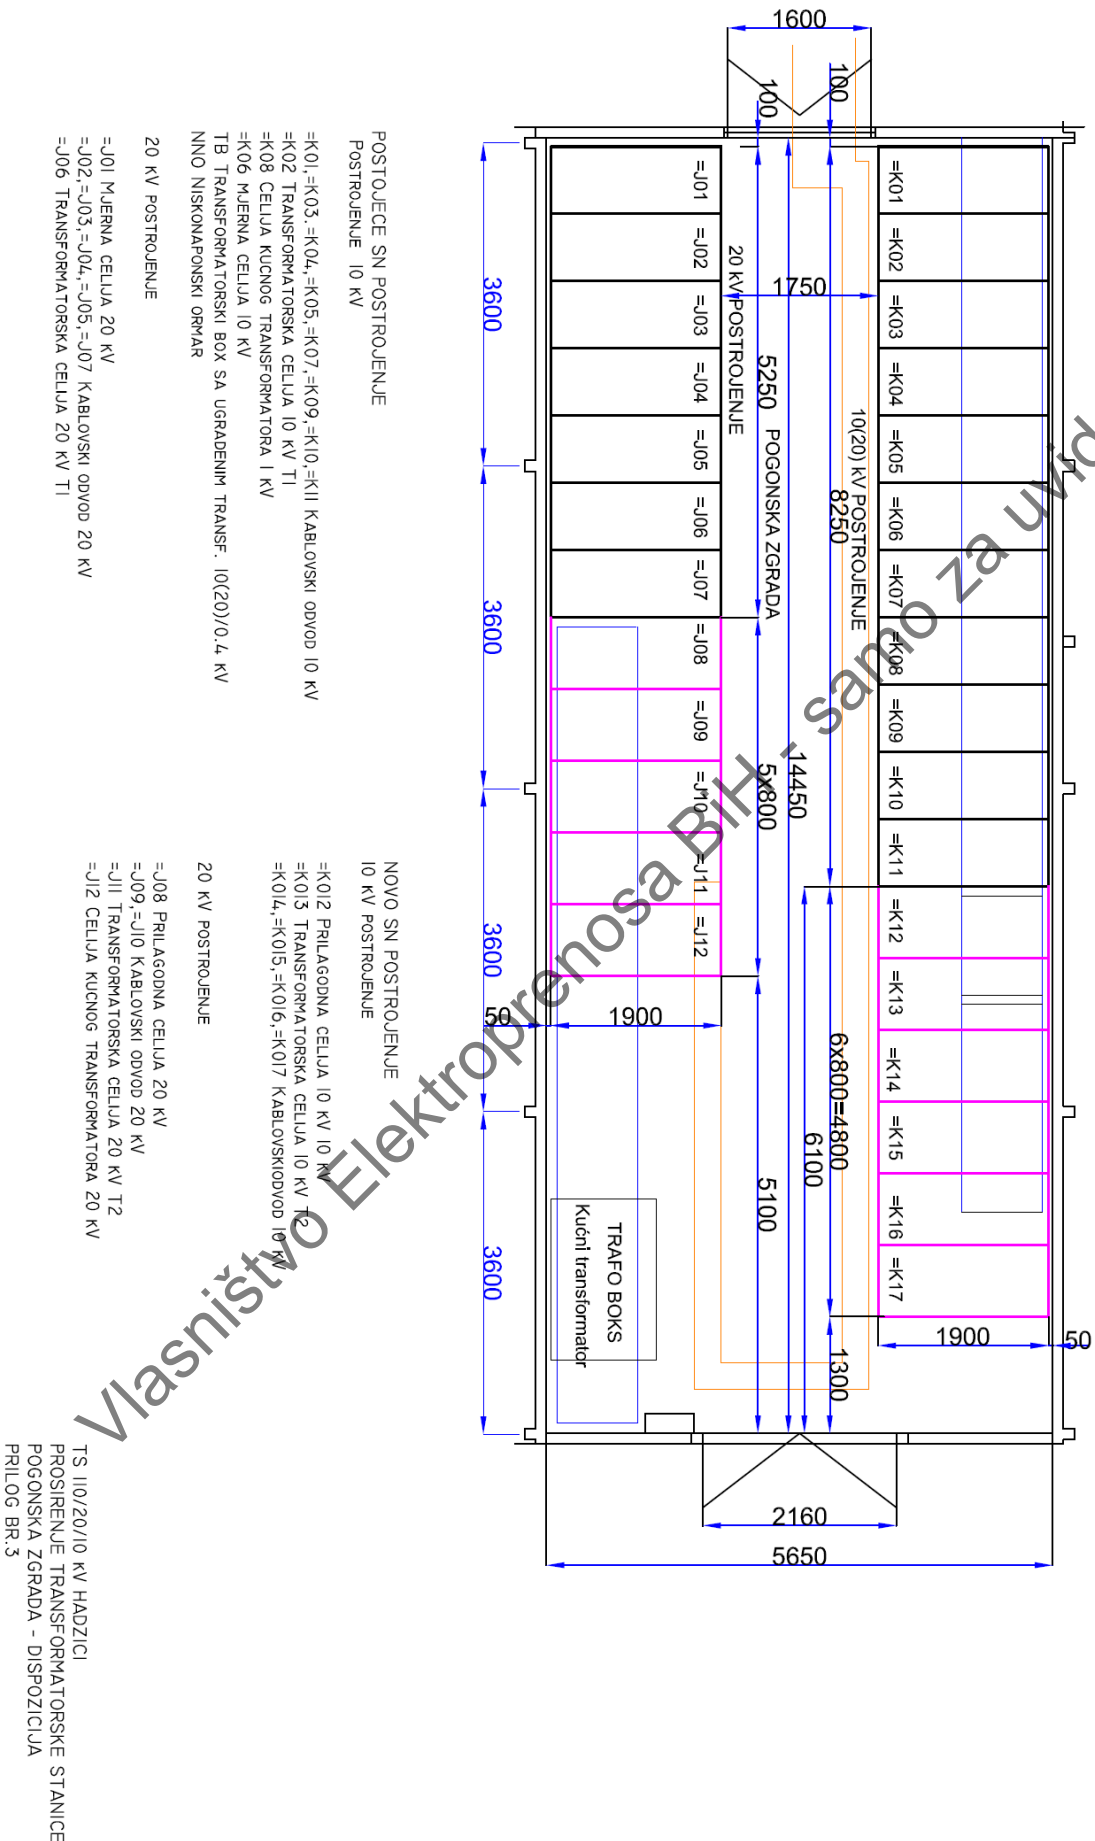 1600
100
100
=K01
=K02
=K03
=K04
=K05
=K06
=K07
=K08
=K09
=K10
=K11
=K12
=K13
=K14
=K15
=K16
=K17
10(20) kV POSTROJENJE
8250
6x800=4800
1300
6100
14450
1750
POGONSKA ZGRADA
5250
5x800
5100
20 kV POSTROJENJE
=J01
=J02
=J03
=J04
=J05
=J06
=J07
=J08
=J09
=J10
=J11
=J12
1900
50
1900
50
TRAFO BOKS
Kućni transformator
3600
3600
3600
3600
2160
5650
POSTOJECE SN POSTROJENJE
POSTROJENJE 10 KV
=K01,=K03.=K04,=K05,=K07,=K09,=K10,=K11 KABLOVSKI ODVOD 10 KV
=K02 TRANSFORMATORSKA CELIJA 10 KV T1
=K08 CELIJA KUCNOG TRANSFORMATORA 1 KV
=K06 MJERNA CELIJA 10 KV
TB TRANSFORMATORSKI BOX SA UGRADENIM TRANSF. 10(20)/0.4 KV
NNO NISKONAPONSKI ORMAR
20 KV POSTROJENJE
=J01 MJERNA CELIJA 20 KV
=J02,=J03,=J04,=J05,=J07 KABLOVSKI ODVOD 20 KV
=J06 TRANSFORMATORSKA CELIJA 20 KV T1
NOVO SN POSTROJENJE
10 KV POSTROJENJE
=K012 PRILAGODNA CELIJA 10 KV 10 KV
=K013 TRANSFORMATORSKA CELIJA 10 KV T2
=K014,=K015,=K016,=K017 KABLOVSKIODVOD 10 KV
20 KV POSTROJENJE
=J08 PRILAGODNA CELIJA 20 KV
=J09,=J10 KABLOVSKI ODVOD 20 KV
=J11 TRANSFORMATORSKA CELIJA 20 KV T2
=J12 CELIJA KUCNOG TRANSFORMATORA 20 KV
TS 110/20/10 KV HADZICI
PROSIRENJE TRANSFORMATORSKE STANICE
POGONSKA ZGRADA - DISPOZICIJA
PRILOG BR.3
Vlasništvo Elektroprenosa BiH - samo za uvid